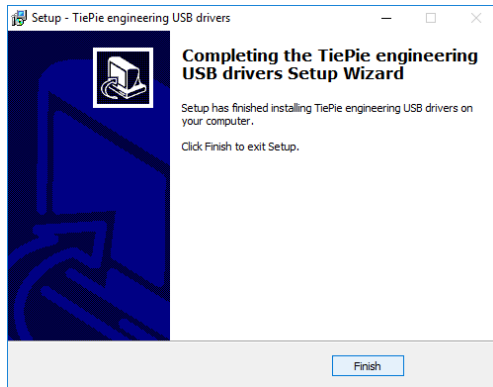 Setup - TiePie engineering USB drivers
Completing the TiePie engineering
USB drivers Setup Wizard
Setup has finished installing TiePie engineering USB drivers on
your computer.
Click Finish to exit Setup.
Finish